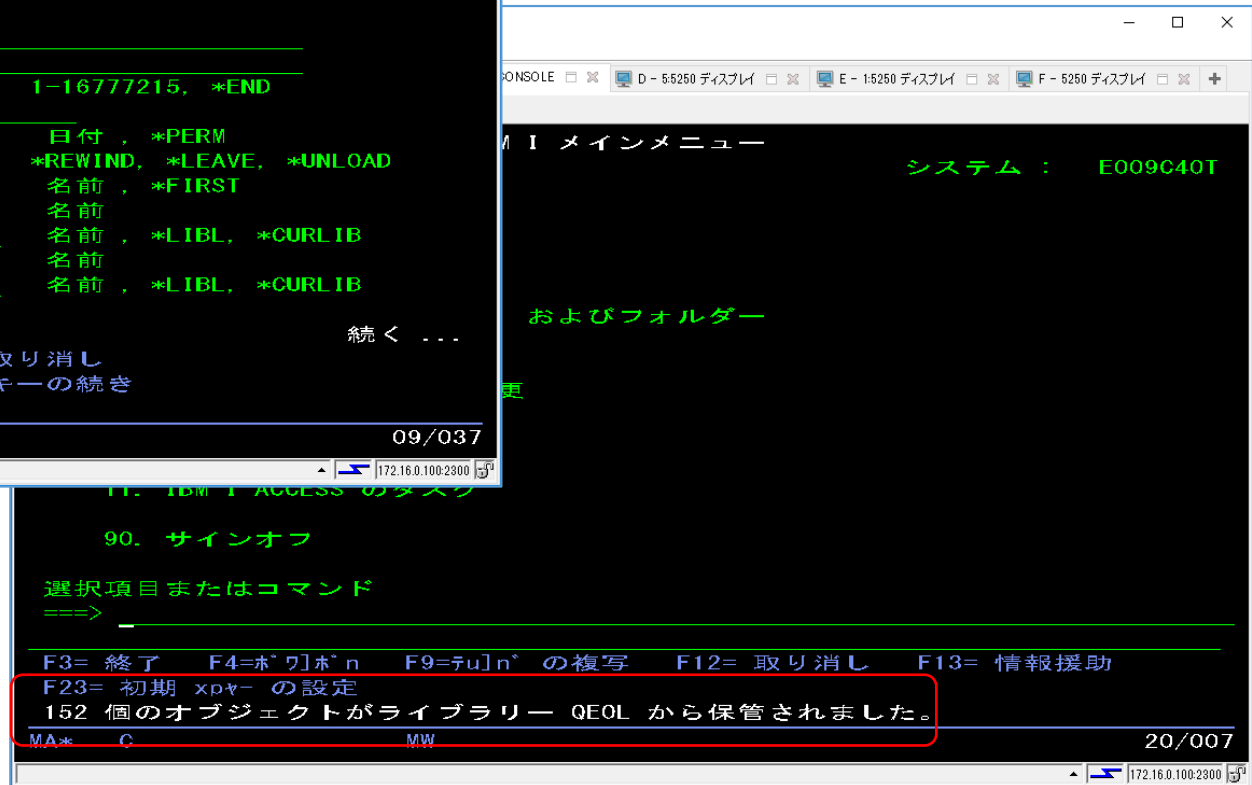 1-16777215, *END
日付 , *PERM
*REWIND, *LEAVE, *UNLOAD
名前 , *FIRST
名前
名前 , *LIBL, *CURLIB
名前
名前 , *LIBL, *CURLIB
続く ...
取り消し
キーの続き
09/037
172.16.0.100:2300
CONSOLE
D - 5:5250 ディスプレイ
E - 1:5250 ディスプレイ
F - 5250 ディスプレイ
M I メインメニュー
システム : E009C40T
およびフォルダー
更
11. IBM I ACCESS のタスク
90. サインオフ
選択項目またはコマンド
===>
F3= 終了 F4=ホ゜ワ]ホ゛n F9=テu]n゛ の複写 F12= 取り消し F13= 情報援助
F23= 初期 xpャー の設定
152 個のオブジェクトがライブラリー QEOL から保管されました。
MA* C MW 20/007
172.16.0.100:2300